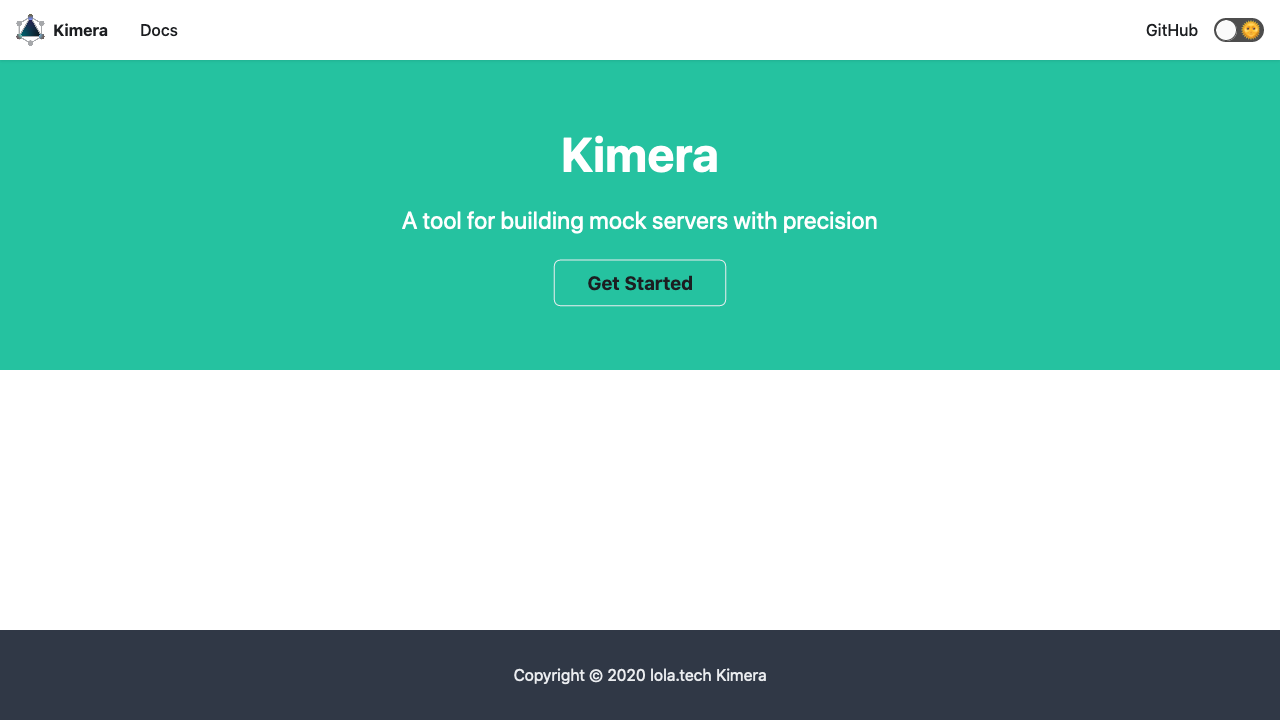 Kimera
Docs
GitHub
Kimera
A tool for building mock servers with precision
Get Started
Copyright © 2020 lola.tech Kimera